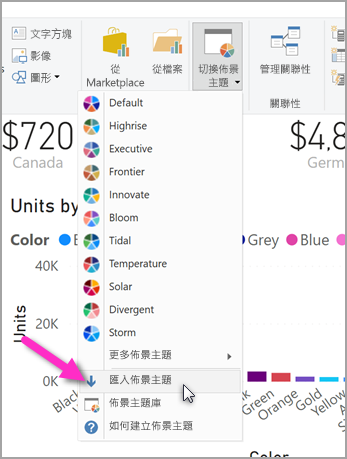 文字方塊
影像
圖形
從
Marketplace
從檔案
切換佈景
主題
管理關聯性
關聯性
$720
Canada
$4,8
Germ
Default
Highrise
Executive
Frontier
Innovate
Bloom
Tidal
Temperature
Solar
Divergent
Storm
更多佈景主題
匯入佈景主題
佈景主題庫
如何建立佈景主題
Units by
Color
Grey
Blue
40K
20K
0K
Units
Green
Orange
Gold
Yellow
Color